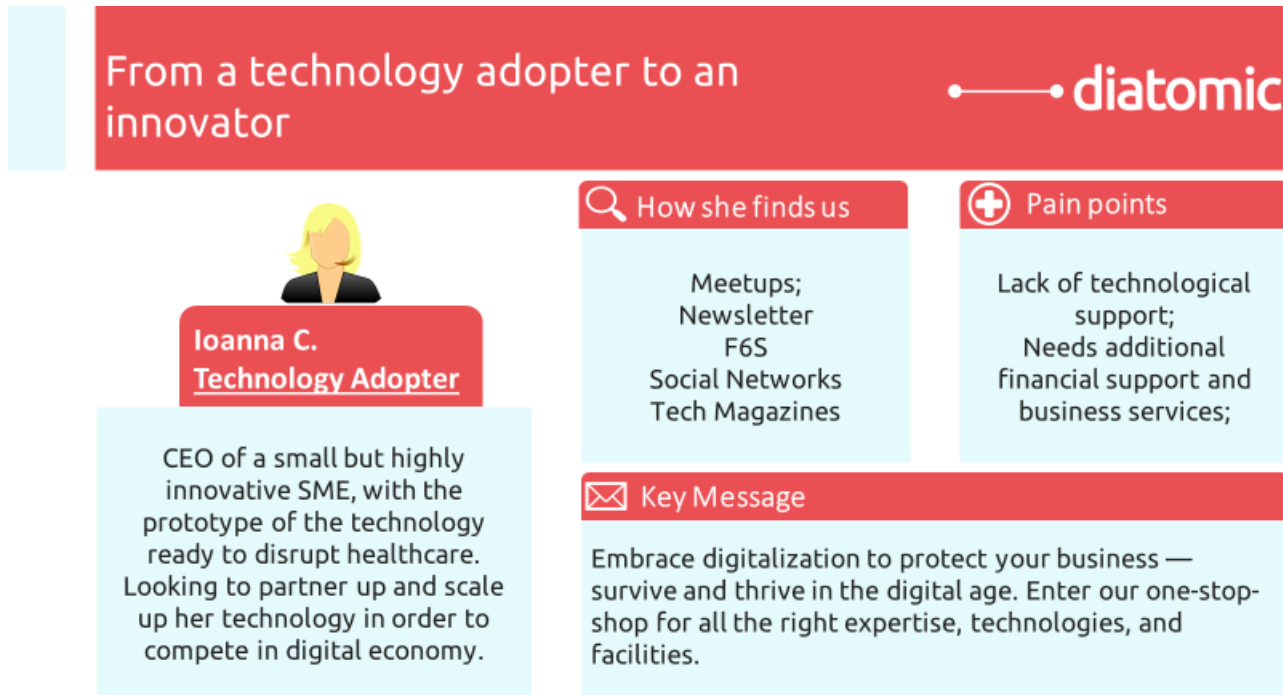 From a technology adopter to an
innovator
diatomic
Ioanna C.
Technology Adopter
CEO of a small but highly
innovative SME, with the
prototype of the technology
ready to disrupt healthcare.
Looking to partner up and scale
up her technology in order to
compete in digital economy.
How she finds us
Meetups;
Newsletter
F6S
Social Networks
Tech Magazines
Pain points
Lack of technological
support;
Needs additional
financial support and
business services;
Key Message
Embrace digitalization to protect your business —
survive and thrive in the digital age. Enter our one-stop-
shop for all the right expertise, technologies, and
facilities.